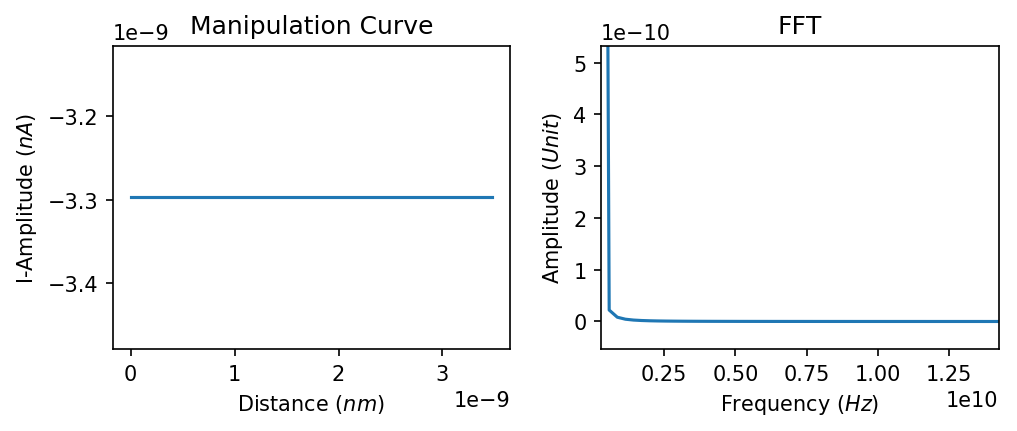 Manipulation Curve
1e−9
−3.2
−3.3
−3.4
I-Amplitude (nA)
0 1 2 3
Distance (nm)
1e−9
FFT
1e−10
5
4
3
2
1
0
Amplitude (Unit)
0.25 0.50 0.75 1.00 1.25
Frequency (Hz)
1e10